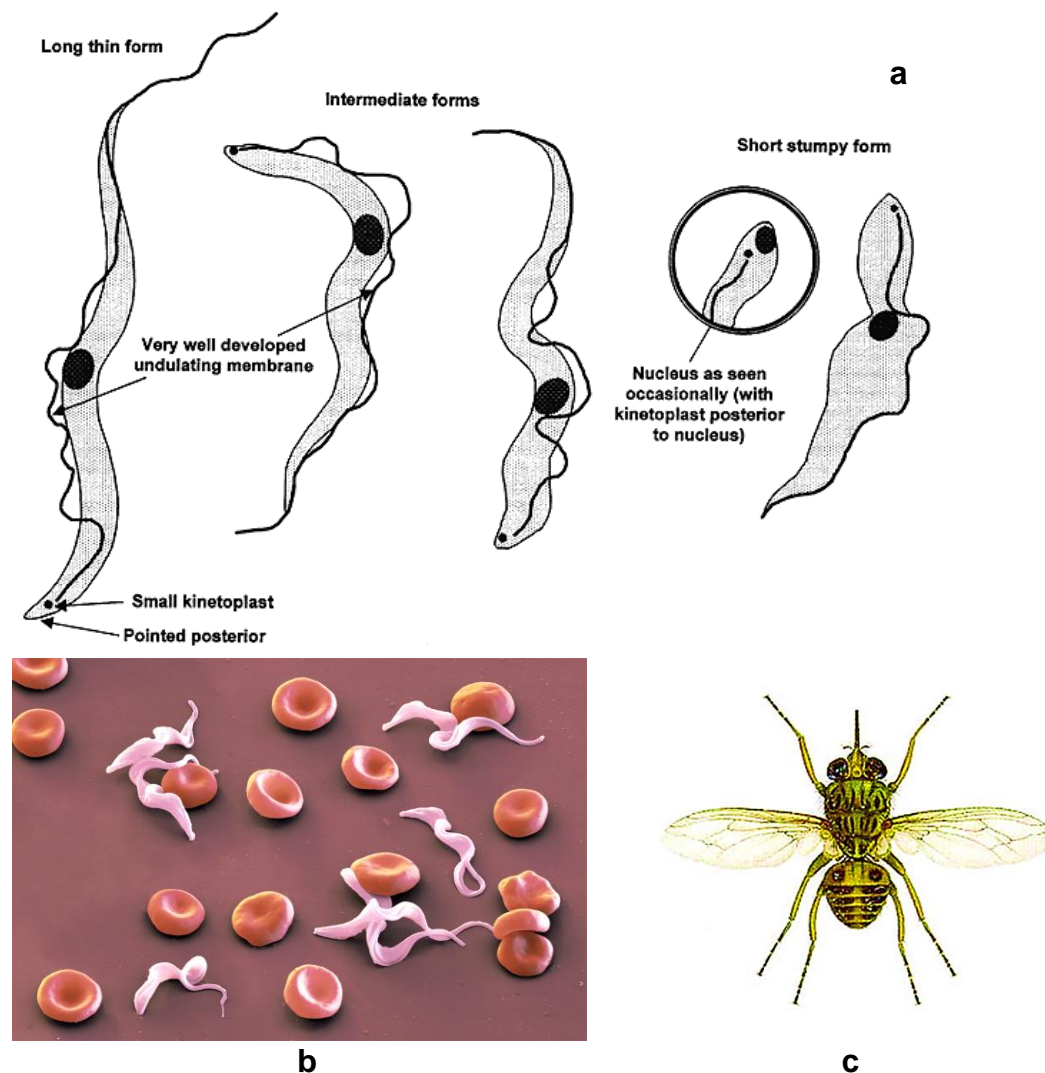 Long thin form
a
Intermediate forms
Short stumpy form
Very well developed
undulating membrane
Nucleus as seen
occasionally (with
kinetoplast posterior
to nucleus)
Small kinetoplast
Pointed posterior
b
c